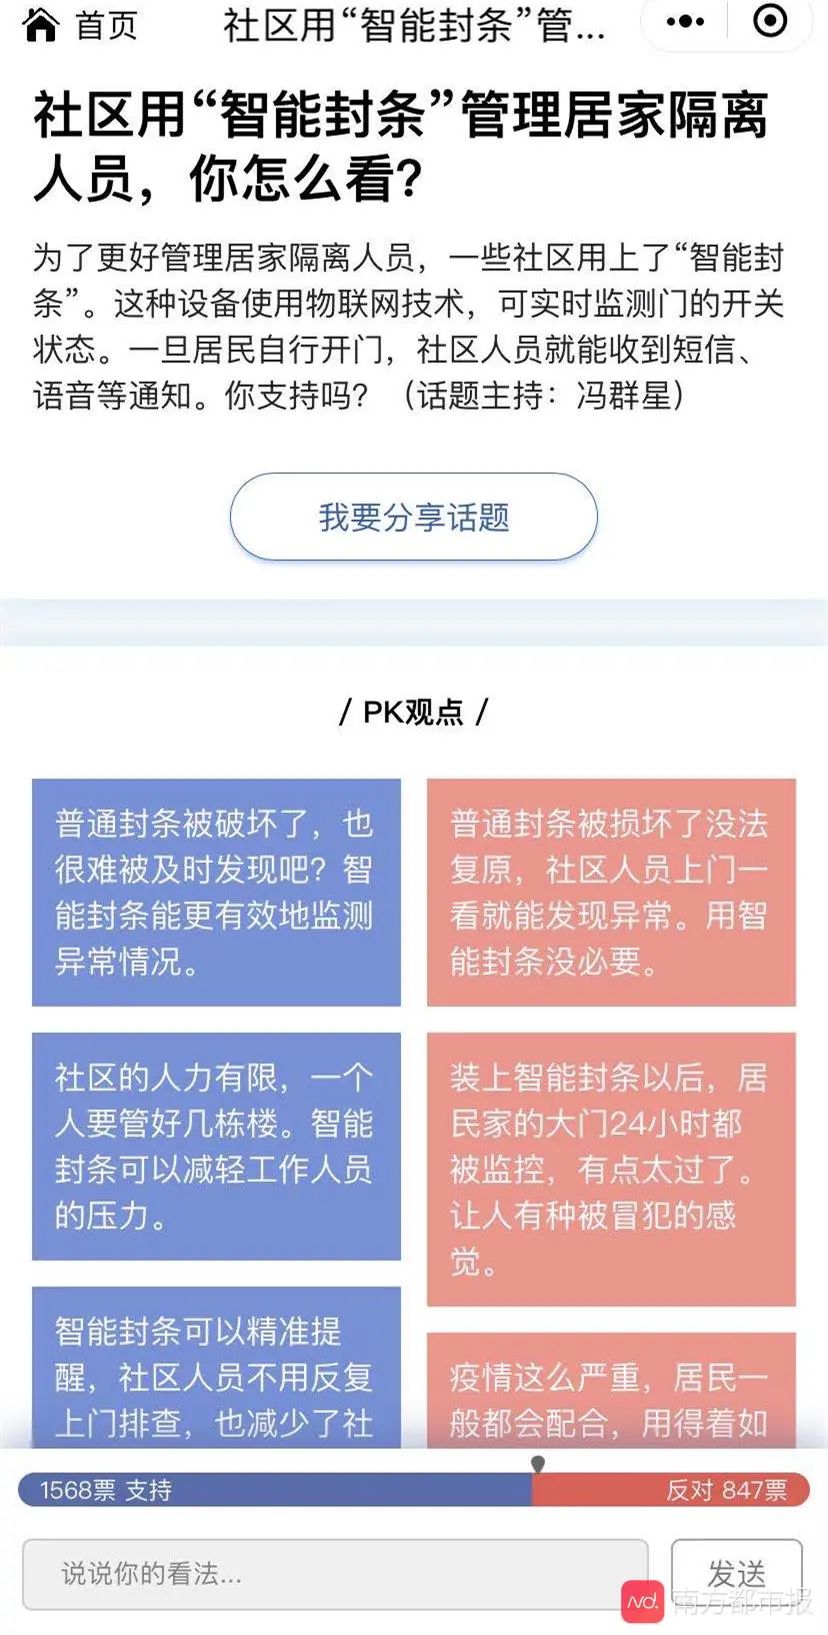 首页
社区用“智能封条”管...
社区用“智能封条”管理居家隔离
人员，你怎么看？
为了更好管理居家隔离人员，一些社区用上了“智能封
条”。这种设备使用物联网技术，可实时监测门的开关
状态。一旦居民自行开门，社区人员就能收到短信、
语音等通知。你支持吗？（话题主持：冯群星）
我要分享话题
/ PK观点 /
普通封条被破坏了，也
很难被及时发现吧？智
能封条能更有效地监测
异常情况。
社区的人力有限，一个
人要管好几栋楼。智能
封条可以减轻工作人员
的压力。
智能封条可以精准提
醒，社区人员不用反复
上门排查，也减少了社
普通封条被损坏了没法
复原，社区人员上门一
看就能发现异常。用智
能封条没必要。
装上智能封条以后，居
民家的大门24小时都
被监控，有点太过了。
让人有种被冒犯的感
觉。
疫情这么严重，居民一
般都会配合，用得着如
1568票 支持
反对 847票
说说你的看法...
发送
Nd.
南方都市报